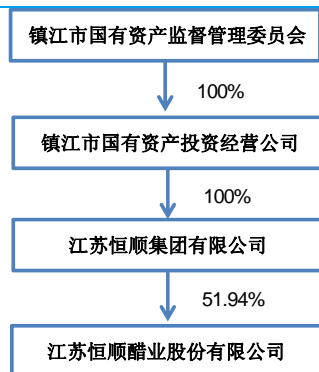 镇江市国有资产监督管理委员会
100%
镇江市国有资产投资经营公司
100%
江苏恒顺集团有限公司
51.94%
江苏恒顺醋业股份有限公司